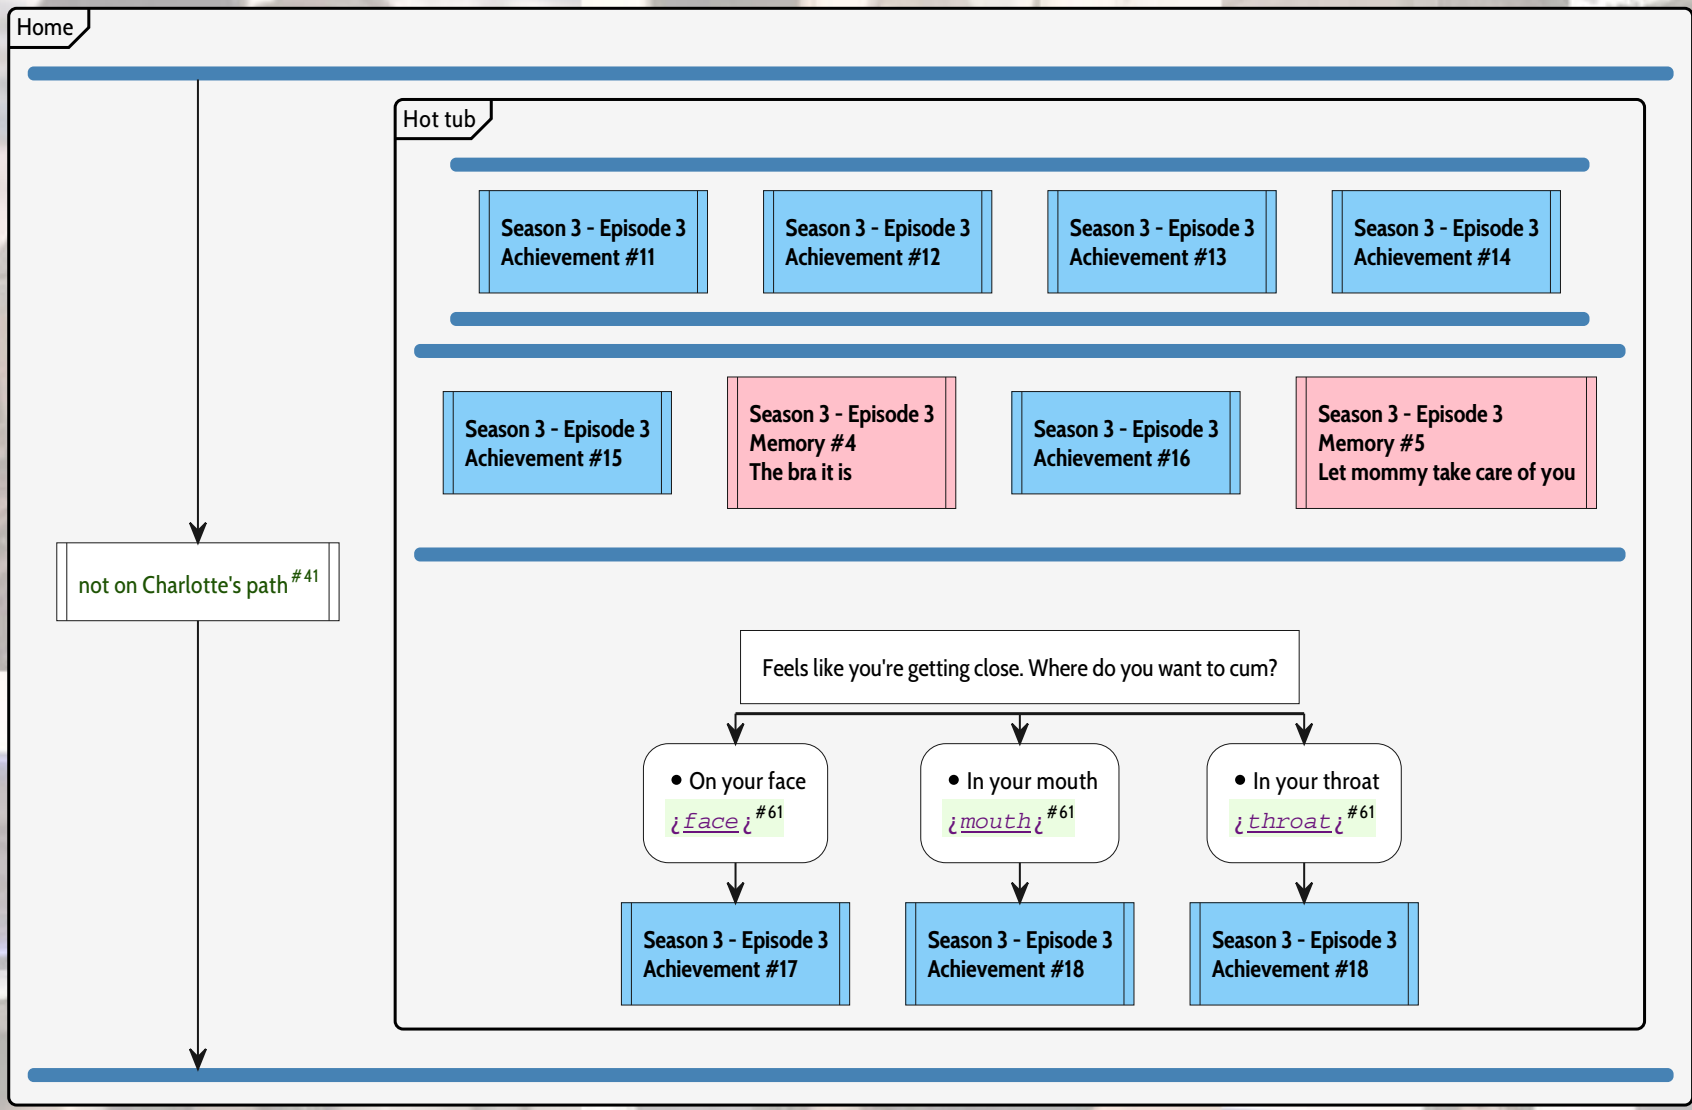 Home
Hot tub
Season 3 - Episode 3
Achievement #11
Season 3 - Episode 3
Achievement #12
Season 3 - Episode 3
Achievement #13
Season 3 - Episode 3
Achievement #14
Season 3 - Episode 3
Achievement #15
Season 3 - Episode 3
Memory #4
The bra it is
Season 3 - Episode 3
Achievement #16
Season 3 - Episode 3
Memory #5
Let mommy take care of you
not on Charlotte's path #41
Feels like you're getting close. Where do you want to cum?
• On your face
¿face¿ #61
• In your mouth
¿mouth¿ #61
• In your throat
¿throat¿ #61
Season 3 - Episode 3
Achievement #17
Season 3 - Episode 3
Achievement #18
Season 3 - Episode 3
Achievement #18